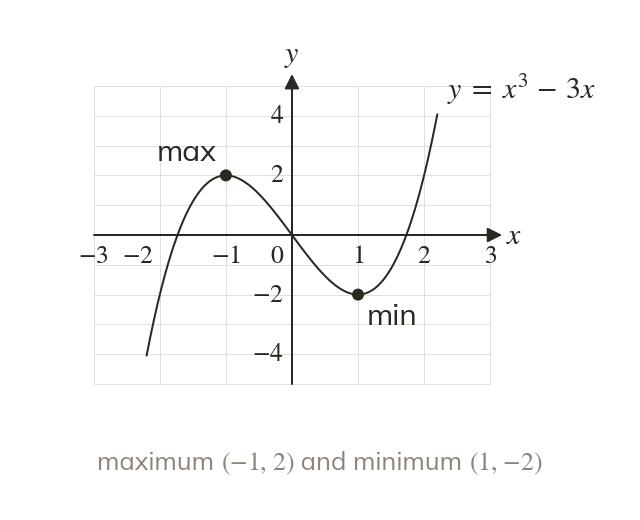 y
y = x³ − 3x
4
max
2
x
−3 −2 −1 0 1 2 3
−2
min
−4
maximum (−1, 2) and minimum (1, −2)